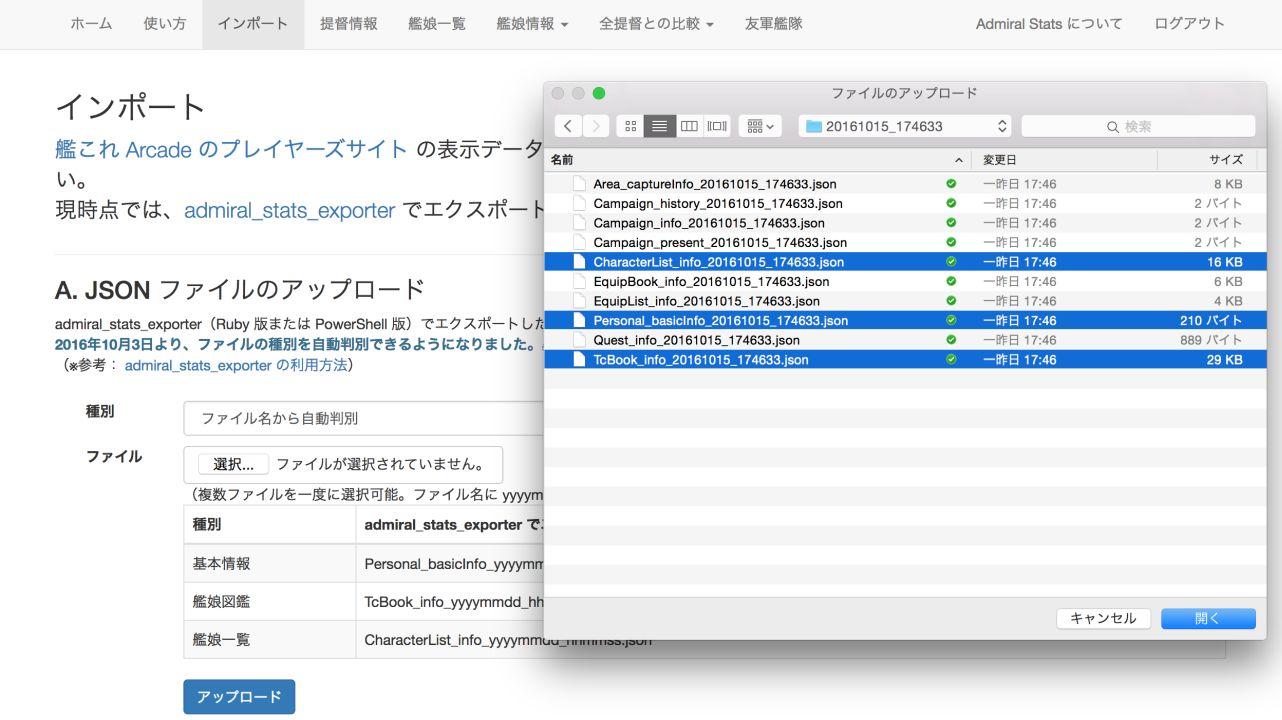 ホーム 使い方 インポート 提督情報 艦娘一覧 艦娘情報 全提督との比較 友軍艦隊 Admiral Stats について ログアウト
インポート
艦これ Arcade のプレイヤーズサイト の表示データ
い。
現時点では、admiral_stats_exporter でエクスポート
A. JSON ファイルのアップロード
admiral_stats_exporter（Ruby 版または PowerShell 版）でエクスポートした
2016年10月3日より、ファイルの種別を自動判別できるようになりました。
（※参考： admiral_stats_exporter の利用方法）
種別 ファイル名から自動判別
ファイル 選択... ファイルが選択されていません。
（複数ファイルを一度に選択可能。ファイル名に yyyym
種別 admiral_stats_exporter で
基本情報 Personal_basicInfo_yyyymm
艦娘図鑑 TcBook_info_yyyymmdd_hh
艦娘一覧 CharacterList_info_yyyymmdd_hhmmss.json
アップロード
ファイルのアップロード
20161015_174633 検索
名前 変更日 サイズ
Area_captureInfo_20161015_174633.json 一昨日 17:46 8 KB
Campaign_history_20161015_174633.json 一昨日 17:46 2 バイト
Campaign_info_20161015_174633.json 一昨日 17:46 2 バイト
Campaign_present_20161015_174633.json 一昨日 17:46 2 バイト
CharacterList_info_20161015_174633.json 一昨日 17:46 16 KB
EquipBook_info_20161015_174633.json 一昨日 17:46 6 KB
EquipList_info_20161015_174633.json 一昨日 17:46 4 KB
Personal_basicInfo_20161015_174633.json 一昨日 17:46 210 バイト
Quest_info_20161015_174633.json 一昨日 17:46 889 バイト
TcBook_info_20161015_174633.json 一昨日 17:46 29 KB
キャンセル 開く